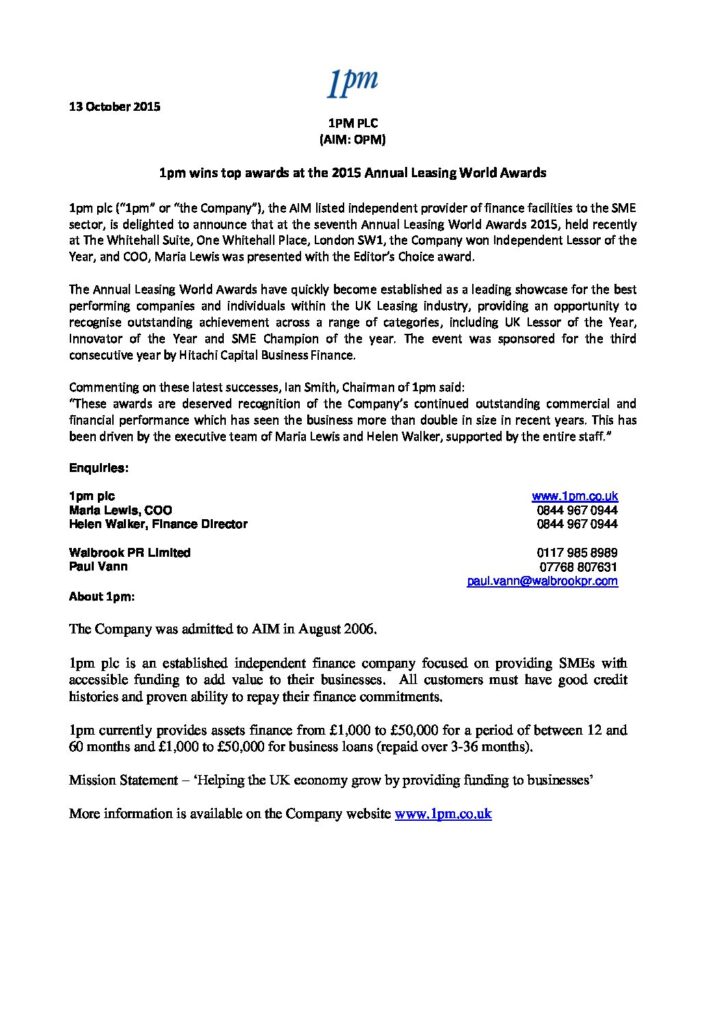 1pm
13 October 2015
1PM PLC
(AIM: OPM)
1pm wins top awards at the 2015 Annual Leasing World Awards
1pm plc (“1pm” or “the Company”), the AIM listed independent provider of finance facilities to the SME
sector, is delighted to announce that at the seventh Annual Leasing World Awards 2015, held recently
at The Whitehall Suite, One Whitehall Place, London SW1, the Company won Independent Lessor of the
Year, and COO, Maria Lewis was presented with the Editor’s Choice award.
The Annual Leasing World Awards have quickly become established as a leading showcase for the best
performing companies and individuals within the UK Leasing industry, providing an opportunity to
recognise outstanding achievement across a range of categories, including UK Lessor of the Year,
Innovator of the Year and SME Champion of the year. The event was sponsored for the third
consecutive year by Hitachi Capital Business Finance.
Commenting on these latest successes, Ian Smith, Chairman of 1pm said:
“These awards are deserved recognition of the Company’s continued outstanding commercial and
financial performance which has seen the business more than double in size in recent years. This has
been driven by the executive team of Maria Lewis and Helen Walker, supported by the entire staff.”
Enquiries:
1pm plc www.1pm.co.uk
Maria Lewis, COO 0844 967 0944
Helen Walker, Finance Director 0844 967 0944
Walbrook PR Limited 0117 985 8989
Paul Vann 07768 807631
paul.vann@walbrookpr.com
About 1pm:
The Company was admitted to AIM in August 2006.
1pm plc is an established independent finance company focused on providing SMEs with
accessible funding to add value to their businesses. All customers must have good credit
histories and proven ability to repay their finance commitments.
1pm currently provides assets finance from £1,000 to £50,000 for a period of between 12 and
60 months and £1,000 to £50,000 for business loans (repaid over 3-36 months).
Mission Statement – ‘Helping the UK economy grow by providing funding to businesses’
More information is available on the Company website www.1pm.co.uk